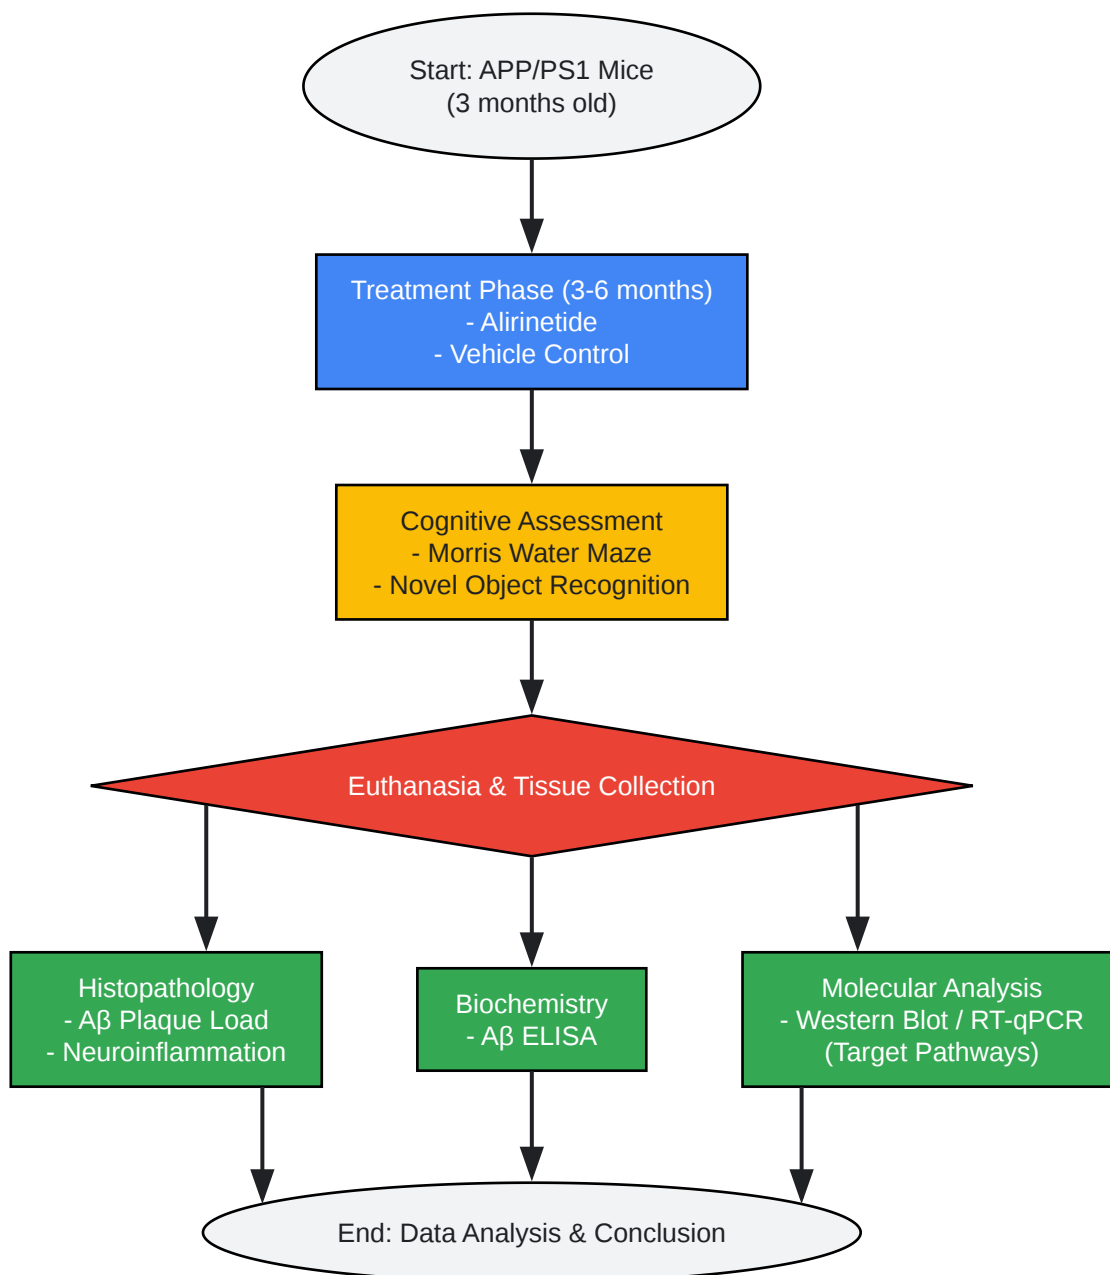 Start: APP/PS1 Mice
(3 months old)
Treatment Phase (3-6 months)
- Alirinetide
- Vehicle Control
Cognitive Assessment
- Morris Water Maze
- Novel Object Recognition
Euthanasia & Tissue Collection
Histopathology
- Aβ Plaque Load
- Neuroinflammation
Biochemistry
- Aβ ELISA
Molecular Analysis
- Western Blot / RT-qPCR
(Target Pathways)
End: Data Analysis & Conclusion